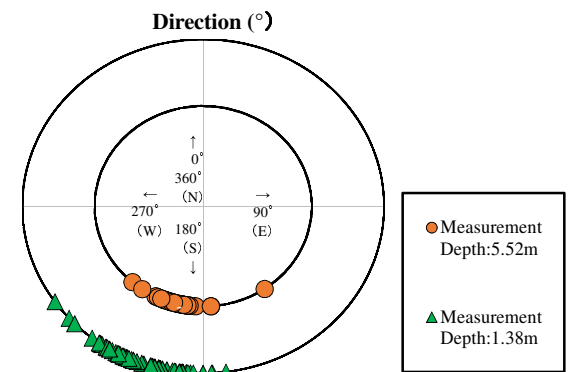 Direction (°)
↑
0°
360°
(N)
← →
270° 90°
(W) (E)
180°
(S)
↓
Measurement
Depth:5.52m
Measurement
Depth:1.38m